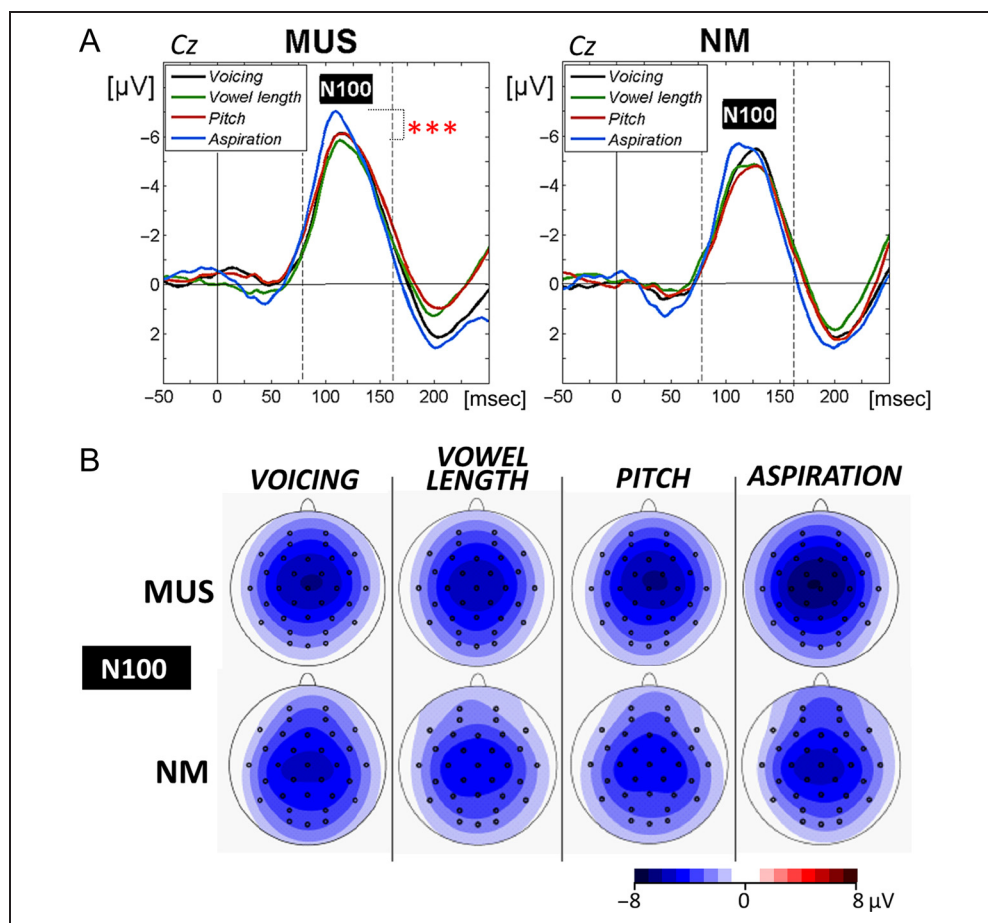 A
Cz MUS
[µV]
Voicing
Vowel length
Pitch
Aspiration
N100
***
−6
−4
−2
0
2
−50 0 50 100 150 200 [msec]
Cz NM
[µV]
Voicing
Vowel length
Pitch
Aspiration
N100
−6
−4
−2
0
2
−50 0 50 100 150 200 [msec]
B
VOICING VOWEL LENGTH PITCH ASPIRATION
MUS
N100
NM
−8 0 8 µV